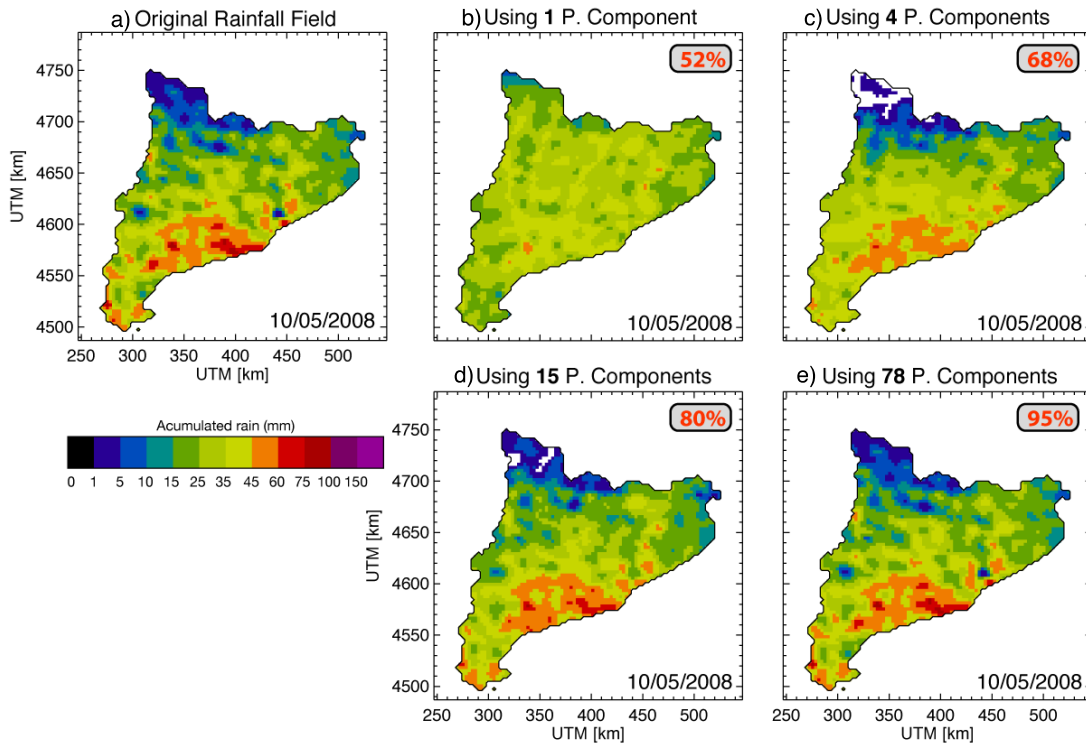 a) Original Rainfall Field
b) Using 1 P. Component
c) Using 4 P. Components
52%
68%
4750
4700
4650
4600
4550
4500
UTM [km]
10/05/2008
10/05/2008
10/05/2008
250 300 350 400 450 500
UTM [km]
d) Using 15 P. Components
e) Using 78 P. Components
80%
95%
Acumulated rain (mm)
0 1 5 10 15 25 35 45 60 75 100 150
4750
4700
4650
4600
4550
4500
UTM [km]
10/05/2008
10/05/2008
250 300 350 400 450 500
250 300 350 400 450 500
UTM [km]
UTM [km]